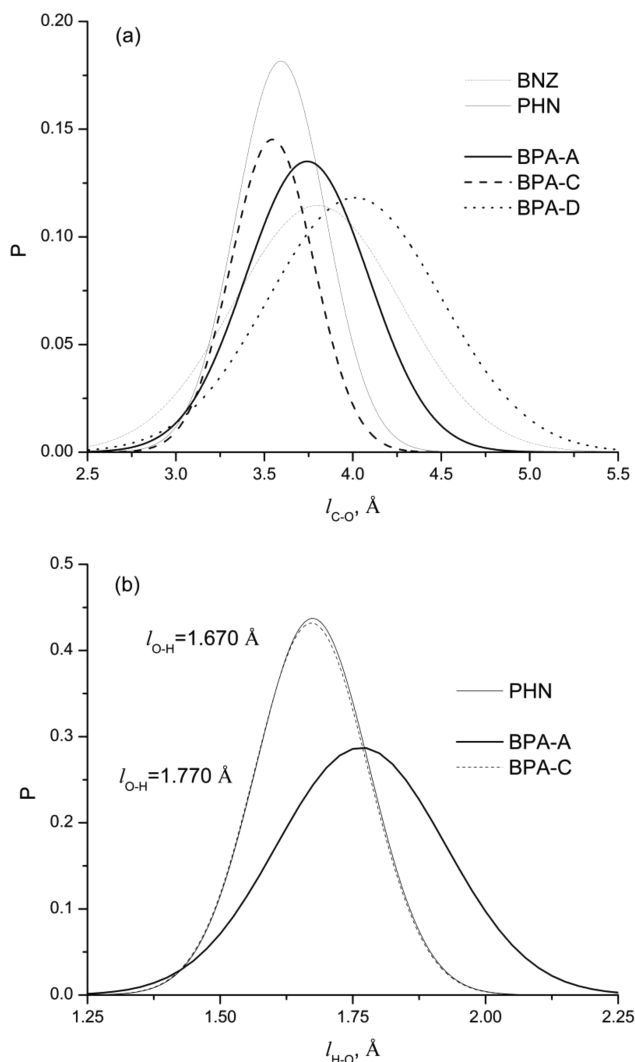 (a)
0.20
0.15
0.10
0.05
0.00
P
BNZ
PHN
BPA-A
BPA-C
BPA-D
2.5 3.0 3.5 4.0 4.5 5.0 5.5
lC-O, Å
(b)
0.5
0.4
0.3
0.2
0.1
0.0
P
lO-H=1.670 Å
lO-H=1.770 Å
PHN
BPA-A
BPA-C
1.25 1.50 1.75 2.00 2.25
lH-O, Å